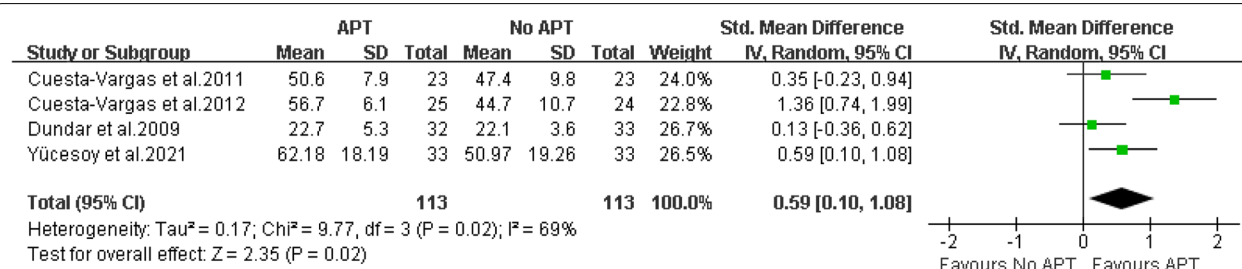 APT No APT Std. Mean Difference Std. Mean Difference
Study or Subgroup Mean SD Total Mean SD Total Weight IV, Random, 95% CI IV, Random, 95% CI
Cuesta-Vargas et al.2011 50.6 7.9 23 47.4 9.8 23 24.0% 0.35 [-0.23, 0.94]
Cuesta-Vargas et al.2012 56.7 6.1 25 44.7 10.7 24 22.8% 1.36 [0.74, 1.99]
Dundar et al.2009 22.7 5.3 32 22.1 3.6 33 26.7% 0.13 [-0.36, 0.62]
Yücesoy et al.2021 62.18 18.19 33 50.97 19.26 33 26.5% 0.59 [0.10, 1.08]
Total (95% CI) 113 113 100.0% 0.59 [0.10, 1.08]
Heterogeneity: Tau² = 0.17; Chi² = 9.77, df = 3 (P = 0.02); I² = 69%
Test for overall effect: Z = 2.35 (P = 0.02)
-2 -1 0 1 2
Favours No APT Favours APT